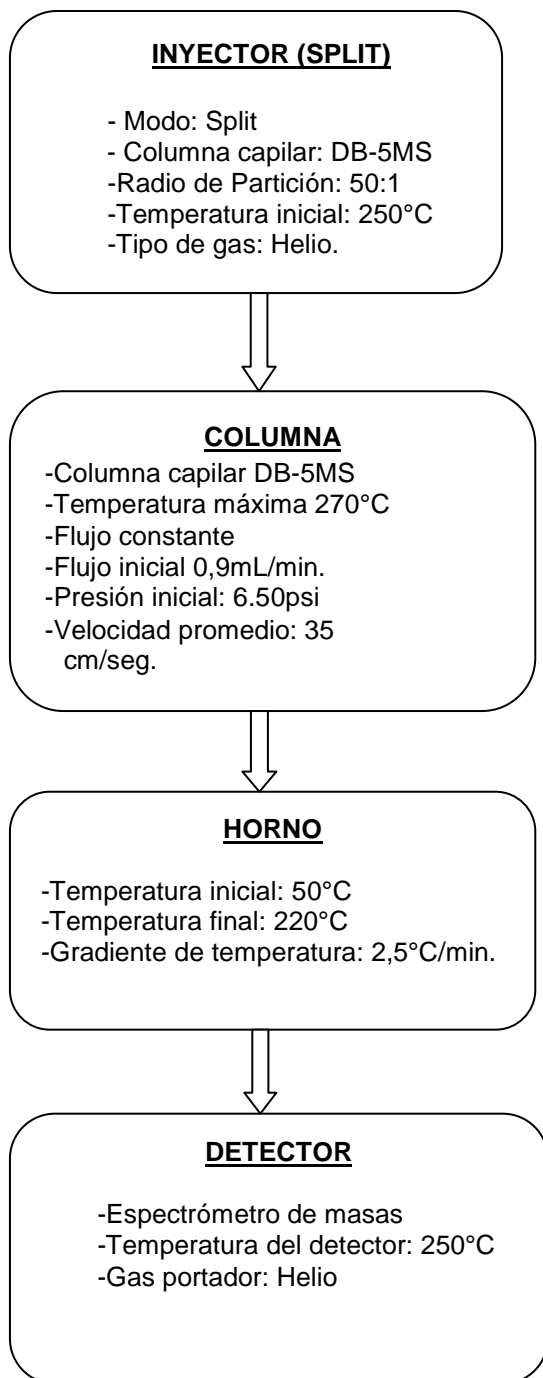 INYECTOR (SPLIT)
- Modo: Split
- Columna capilar: DB-5MS
-Radio de Partición: 50:1
-Temperatura inicial: 250°C
-Tipo de gas: Helio.
COLUMNA
-Columna capilar DB-5MS
-Temperatura máxima 270°C
-Flujo constante
-Flujo inicial 0,9mL/min.
-Presión inicial: 6.50psi
-Velocidad promedio: 35
cm/seg.
HORNO
-Temperatura inicial: 50°C
-Temperatura final: 220°C
-Gradiente de temperatura: 2,5°C/min.
DETECTOR
-Espectrómetro de masas
-Temperatura del detector: 250°C
-Gas portador: Helio